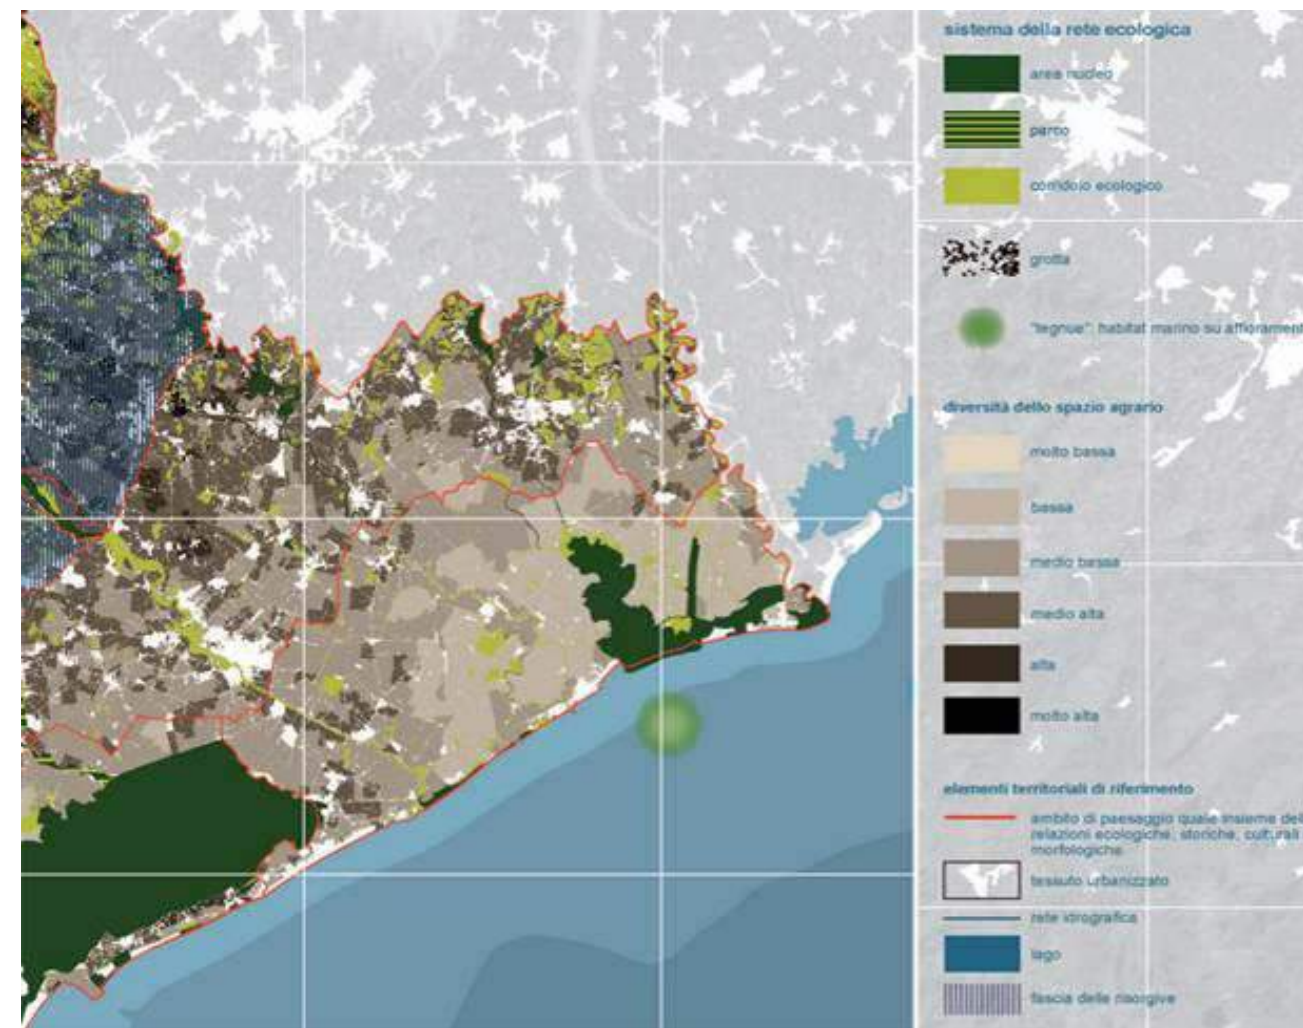 sistema della rete ecologica
area nucleo
parco
corridoio ecologico
grotta
"tegnue": habitat marino su affiorament
diversità dello spazio agrario
molto bassa
bassa
medio bassa
medio alta
alta
molto alta
elementi territoriali di riferimento
ambito di paesaggio quale insieme dell
relazioni ecologiche, storiche, culturali
morfologiche
tessuto urbanizzato
rete idrografica
lago
fascia delle risorgive